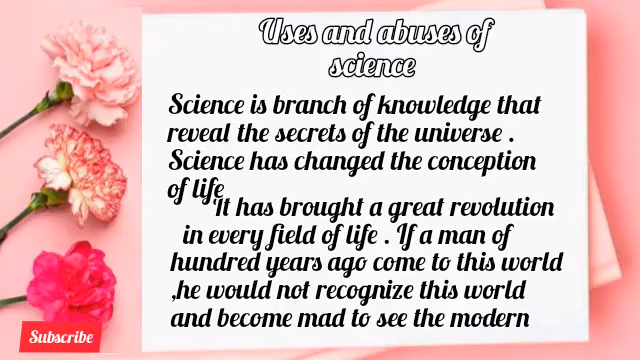 Uses and abuses of
science
Science is branch of knowledge that
reveal the secrets of the universe .
Science has changed the conception
of life
It has brought a great revolution
in every field of life . If a man of
hundred years ago come to this world
,he would not recognize this world
and become mad to see the modern
Subscribe